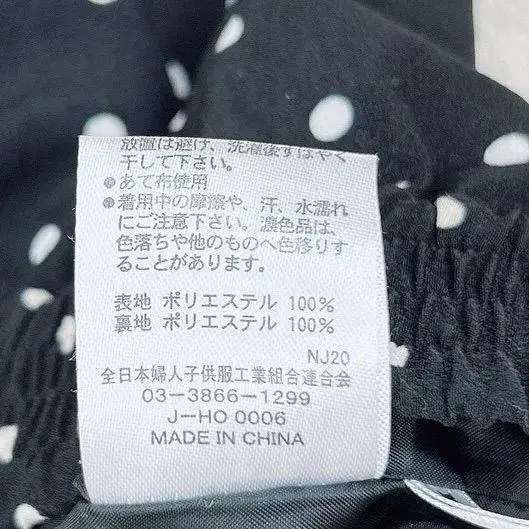 放置は避け、洗濯後すばやく
干して下さい。
●あて布使用
●着用中の摩擦や、汗、水濡れ
にご注意下さい。濃色品は、
色落ちや他のものへ色移りす
ることがあります。
表地 ポリエステル 100%
裏地 ポリエステル 100%
NJ20
全日本婦人子供服工業組合連合会
03-3866-1299
J-HO 0006
MADE IN CHINA